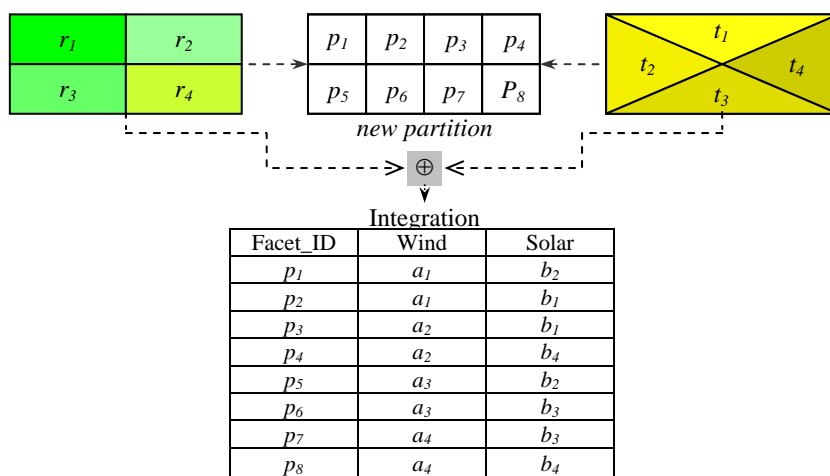 r₁ r₂ p₁ p₂ p₃ p₄ t₁
t₂ t₄
r₃ r₄ p₅ p₆ p₇ P₈ t₃
new partition
⊕
Integration
Facet_ID Wind Solar
p₁ a₁ b₂
p₂ a₁ b₁
p₃ a₂ b₁
p₄ a₂ b₄
p₅ a₃ b₂
p₆ a₃ b₃
p₇ a₄ b₃
p₈ a₄ b₄